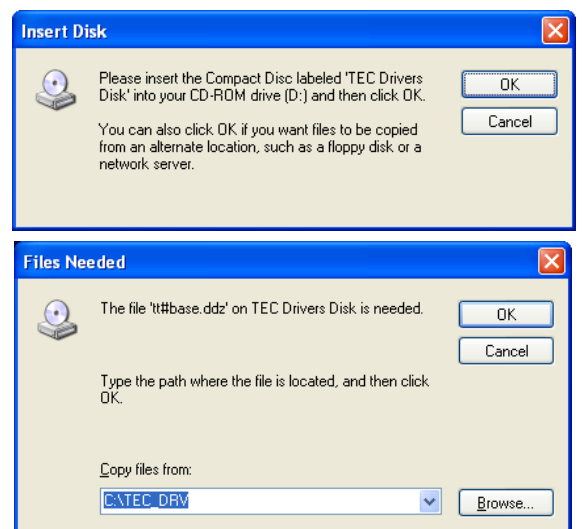 Insert Disk
Please insert the Compact Disc labeled 'TEC Drivers
Disk' into your CD-ROM drive (D:) and then click OK.
You can also click OK if you want files to be copied
from an alternate location, such as a floppy disk or a
network server.
OK
Cancel
Files Needed
The file 'tt#base.ddz' on TEC Drivers Disk is needed.
Type the path where the file is located, and then click
OK.
OK
Cancel
Copy files from:
C:\TEC_DRV
Browse...